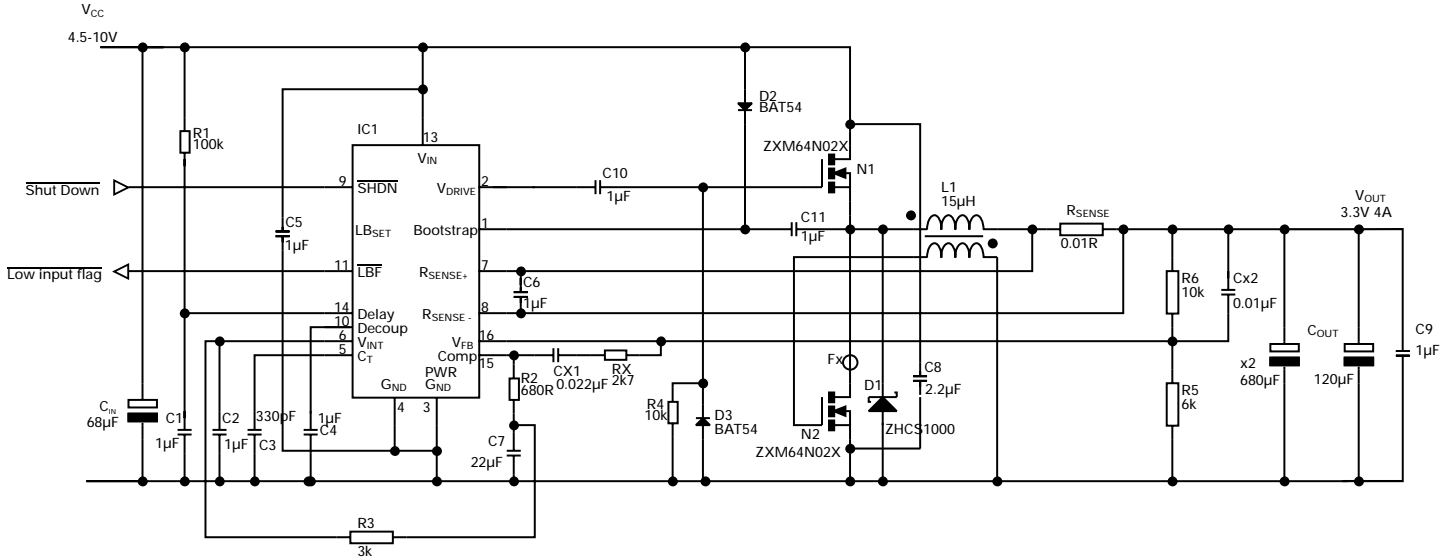 VCC
4.5-10V
R1
100k
IC1
13
VIN
Shut Down
9
SHDN
VDRIVE
2
C10
1µF
D2
BAT54
ZXM64N02X
N1
C5
1µF
LBSET
Bootstrap
1
C11
1µF
L1
15µH
RSENSE
0.01R
VOUT
3.3V 4A
Low input flag
11
LBF
RSENSE+
7
C6
1µF
R6
10k
Cx2
0.01µF
14
Delay
RSENSE -
8
10
Decoup
6
VINT
VFB
16
5
CT
Comp
15
CX1
0.022µF
RX
2k7
Fx
PWR
GND
GND
4
3
R2
680R
R4
10k
D3
BAT54
D1
ZHCS1000
C8
2.2µF
R5
6k
COUT
x2
680µF
120µF
C9
1µF
CIN
68µF
C1
1µF
C2
1µF
330pF
C3
1µF
C4
C7
22µF
N2
ZXM64N02X
R3
3k